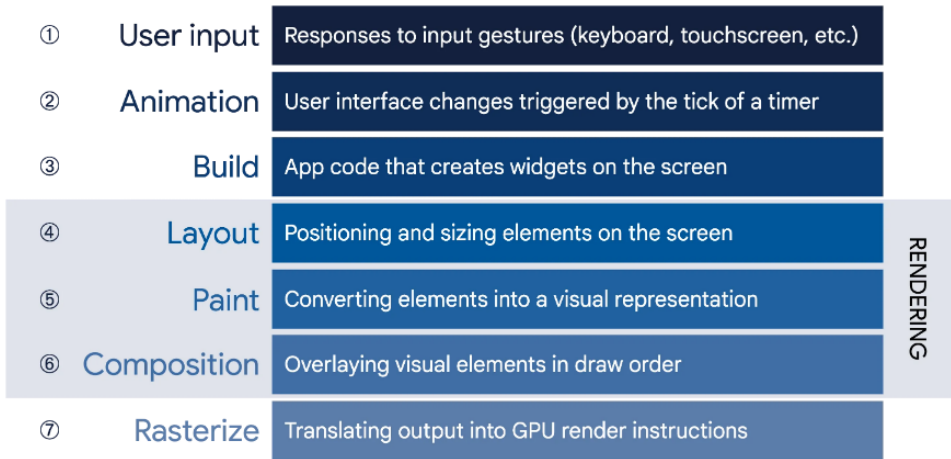 ① User input Responses to input gestures (keyboard, touchscreen, etc.)
② Animation User interface changes triggered by the tick of a timer
③ Build App code that creates widgets on the screen
④ Layout Positioning and sizing elements on the screen
⑤ Paint Converting elements into a visual representation
⑥ Composition Overlaying visual elements in draw order
RENDERING
⑦ Rasterize Translating output into GPU render instructions